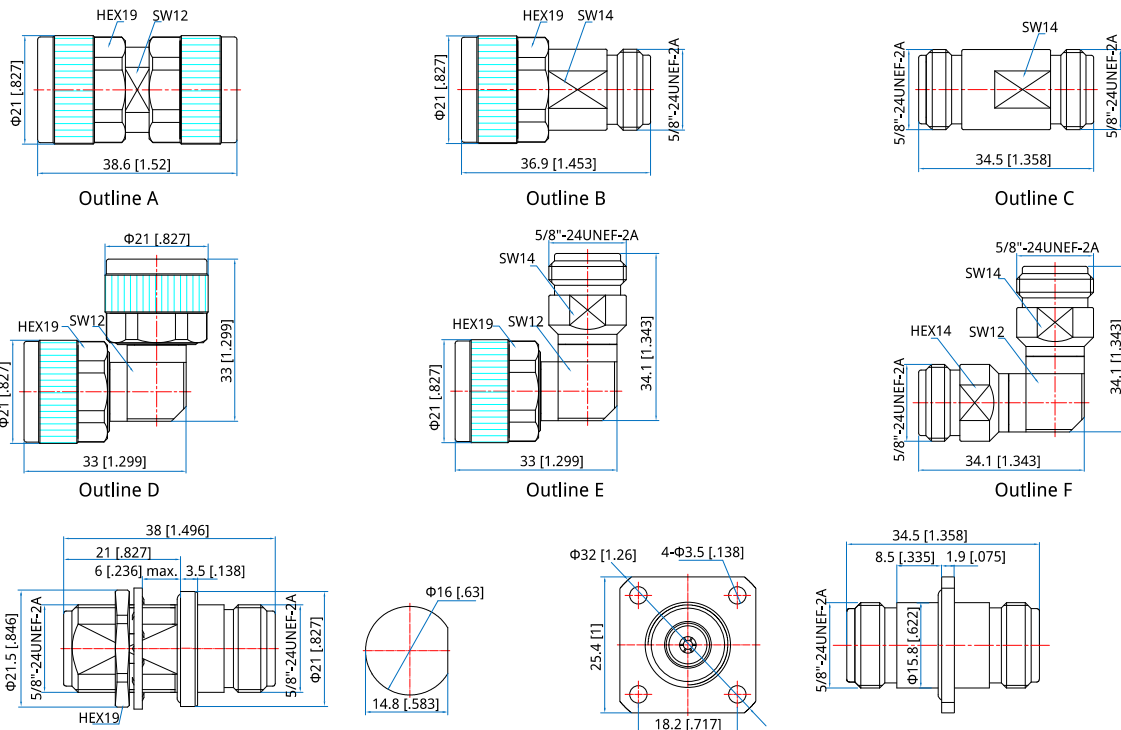 HEX19 SW12
Φ21 [.827]
38.6 [1.52]
Outline A
HEX19 SW14
Φ21 [.827]
5/8"-24UNEF-2A
36.9 [1.453]
Outline B
SW14
5/8"-24UNEF-2A
5/8"-24UNEF-2A
34.5 [1.358]
Outline C
Φ21 [.827]
HEX19 SW12
Φ21 [.827]
33 [1.299]
33 [1.299]
Outline D
5/8"-24UNEF-2A
SW14
HEX19 SW12
Φ21 [.827]
34.1 [1.343]
33 [1.299]
Outline E
5/8"-24UNEF-2A
SW14
HEX14 SW12
5/8"-24UNEF-2A
34.1 [1.343]
34.1 [1.343]
Outline F
38 [1.496]
21 [.827]
6 [.236] max. 3.5 [.138]
Φ21.5 [.846]
5/8"-24UNEF-2A
5/8"-24UNEF-2A
Φ21 [.827]
HEX19
Φ16 [.63]
14.8 [.583]
Φ32 [1.26] 4-Φ3.5 [.138]
25.4 [1]
18.2 [.717]
34.5 [1.358]
8.5 [.335] 1.9 [.075]
5/8"-24UNEF-2A
Φ15.8 [.622]